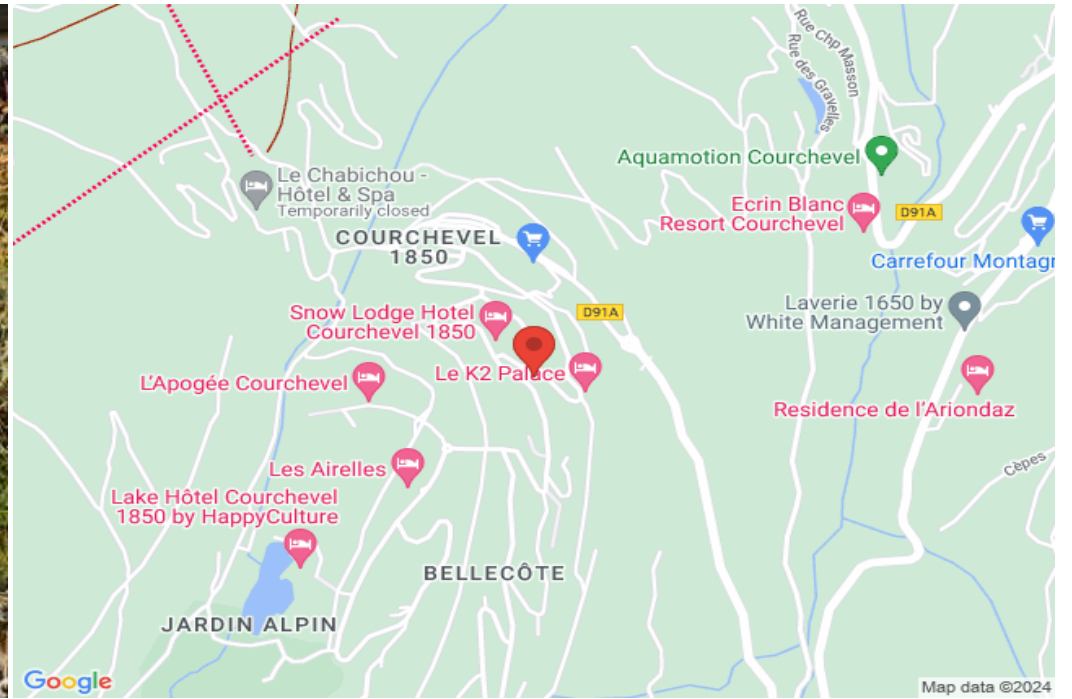 Rue Chp Masson
Rue des Gravelles
Aquamotion Courchevel
Le Chabichou -
Hôtel & Spa
Temporarily closed
Ecrin Blanc
Resort Courchevel
D91A
COURCHEVEL
1850
Carrefour Montagn
Snow Lodge Hotel
Courchevel 1850
D91A
Laverie 1650 by
White Management
L'Apogée Courchevel
Le K2 Palace
Residence de l'Ariondaz
Les Airelles
Cèpes
Lake Hôtel Courchevel
1850 by HappyCulture
BELLECÔTE
JARDIN ALPIN
Google
Map data ©2024